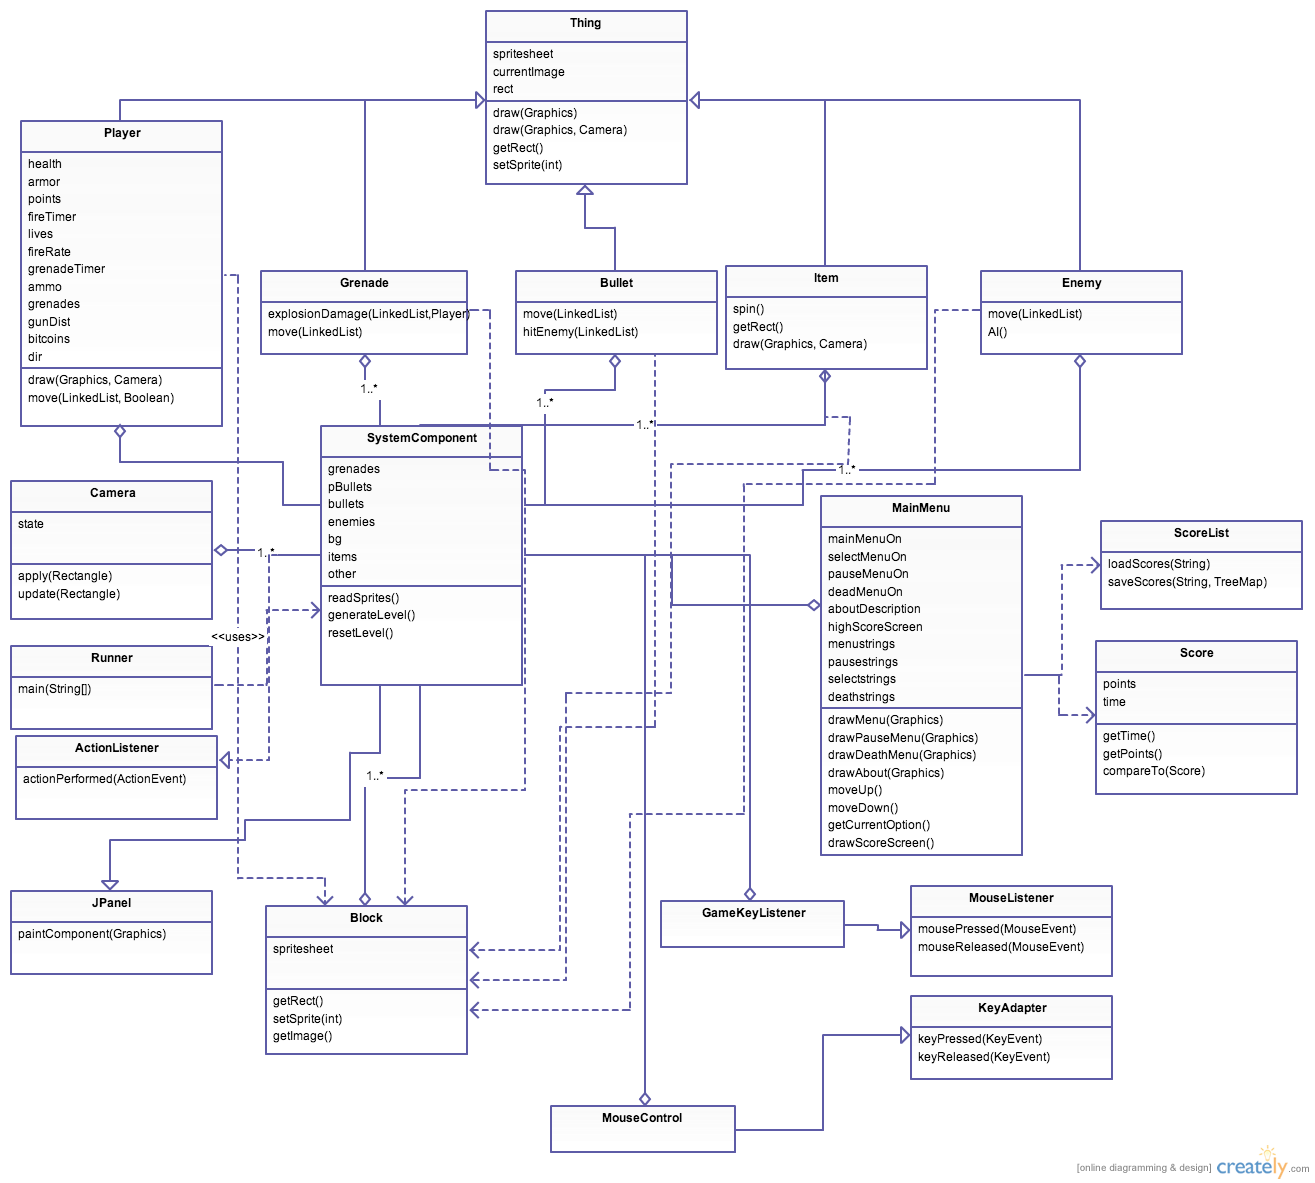 Thing
spritesheet
currentImage
rect
draw(Graphics)
draw(Graphics, Camera)
getRect()
setSprite(int)
Player
health
armor
points
fireTimer
lives
fireRate
grenadeTimer
ammo
grenades
gunDist
bitcoins
dir
draw(Graphics, Camera)
move(LinkedList, Boolean)
Grenade
explosionDamage(LinkedList,Player)
move(LinkedList)
Bullet
move(LinkedList)
hitEnemy(LinkedList)
Item
spin()
getRect()
draw(Graphics, Camera)
Enemy
move(LinkedList)
AI()
1..*
1..*
1..*
1..*
SystemComponent
grenades
pBullets
bullets
enemies
bg
items
other
readSprites()
generateLevel()
resetLevel()
Camera
state
apply(Rectangle)
update(Rectangle)
1..*
<<uses>>
Runner
main(String[])
ActionListener
actionPerformed(ActionEvent)
1..*
JPanel
paintComponent(Graphics)
Block
spritesheet
getRect()
setSprite(int)
getImage()
MainMenu
mainMenuOn
selectMenuOn
pauseMenuOn
deadMenuOn
aboutDescription
highScoreScreen
menustrings
pausestrings
selectstrings
deathstrings
drawMenu(Graphics)
drawPauseMenu(Graphics)
drawDeathMenu(Graphics)
drawAbout(Graphics)
moveUp()
moveDown()
getCurrentOption()
drawScoreScreen()
ScoreList
loadScores(String)
saveScores(String, TreeMap)
Score
points
time
getTime()
getPoints()
compareTo(Score)
GameKeyListener
MouseListener
mousePressed(MouseEvent)
mouseReleased(MouseEvent)
KeyAdapter
keyPressed(KeyEvent)
keyReleased(KeyEvent)
MouseControl
[online diagramming & design] creately.com